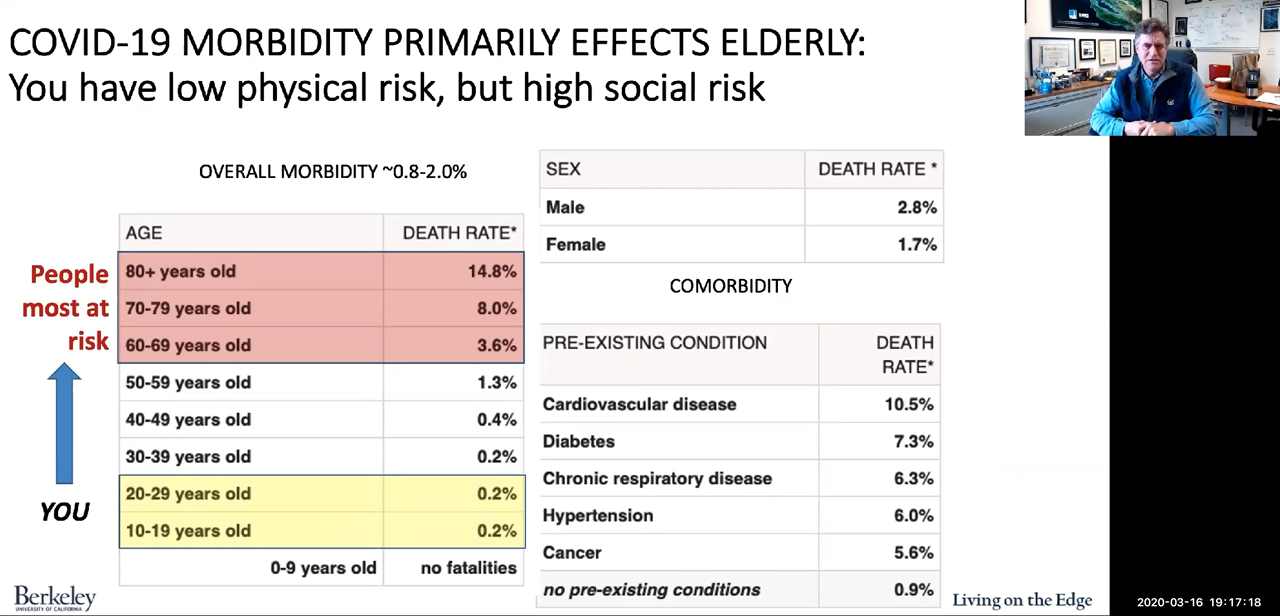 COVID-19 MORBIDITY PRIMARILY EFFECTS ELDERLY:
You have low physical risk, but high social risk
OVERALL MORBIDITY ~0.8-2.0%
AGE DEATH RATE*
80+ years old 14.8%
70-79 years old 8.0%
60-69 years old 3.6%
50-59 years old 1.3%
40-49 years old 0.4%
30-39 years old 0.2%
20-29 years old 0.2%
10-19 years old 0.2%
0-9 years old no fatalities
People
most at
risk
YOU
SEX DEATH RATE *
Male 2.8%
Female 1.7%
COMORBIDITY
PRE-EXISTING CONDITION DEATH
RATE*
Cardiovascular disease 10.5%
Diabetes 7.3%
Chronic respiratory disease 6.3%
Hypertension 6.0%
Cancer 5.6%
no pre-existing conditions 0.9%
Berkeley
UNIVERSITY OF CALIFORNIA
Living on the Edge
2020-03-16 19:17:18